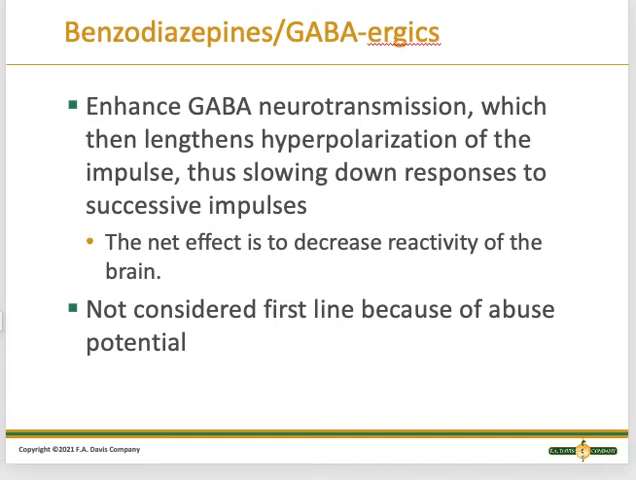 Benzodiazepines/GABA-ergics
Enhance GABA neurotransmission, which
then lengthens hyperpolarization of the
impulse, thus slowing down responses to
successive impulses
The net effect is to decrease reactivity of the
brain.
Not considered first line because of abuse
potential
Copyright ©2021 F.A. Davis Company
F.A. DAVIS COMPANY